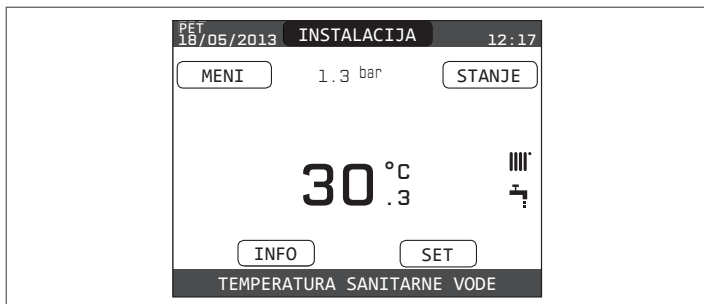 PET
18/05/2013 INSTALACIJA 12:17
MENI 1.3 bar STANJE
30.3 °C
INFO SET
TEMPERATURA SANITARNE VODE